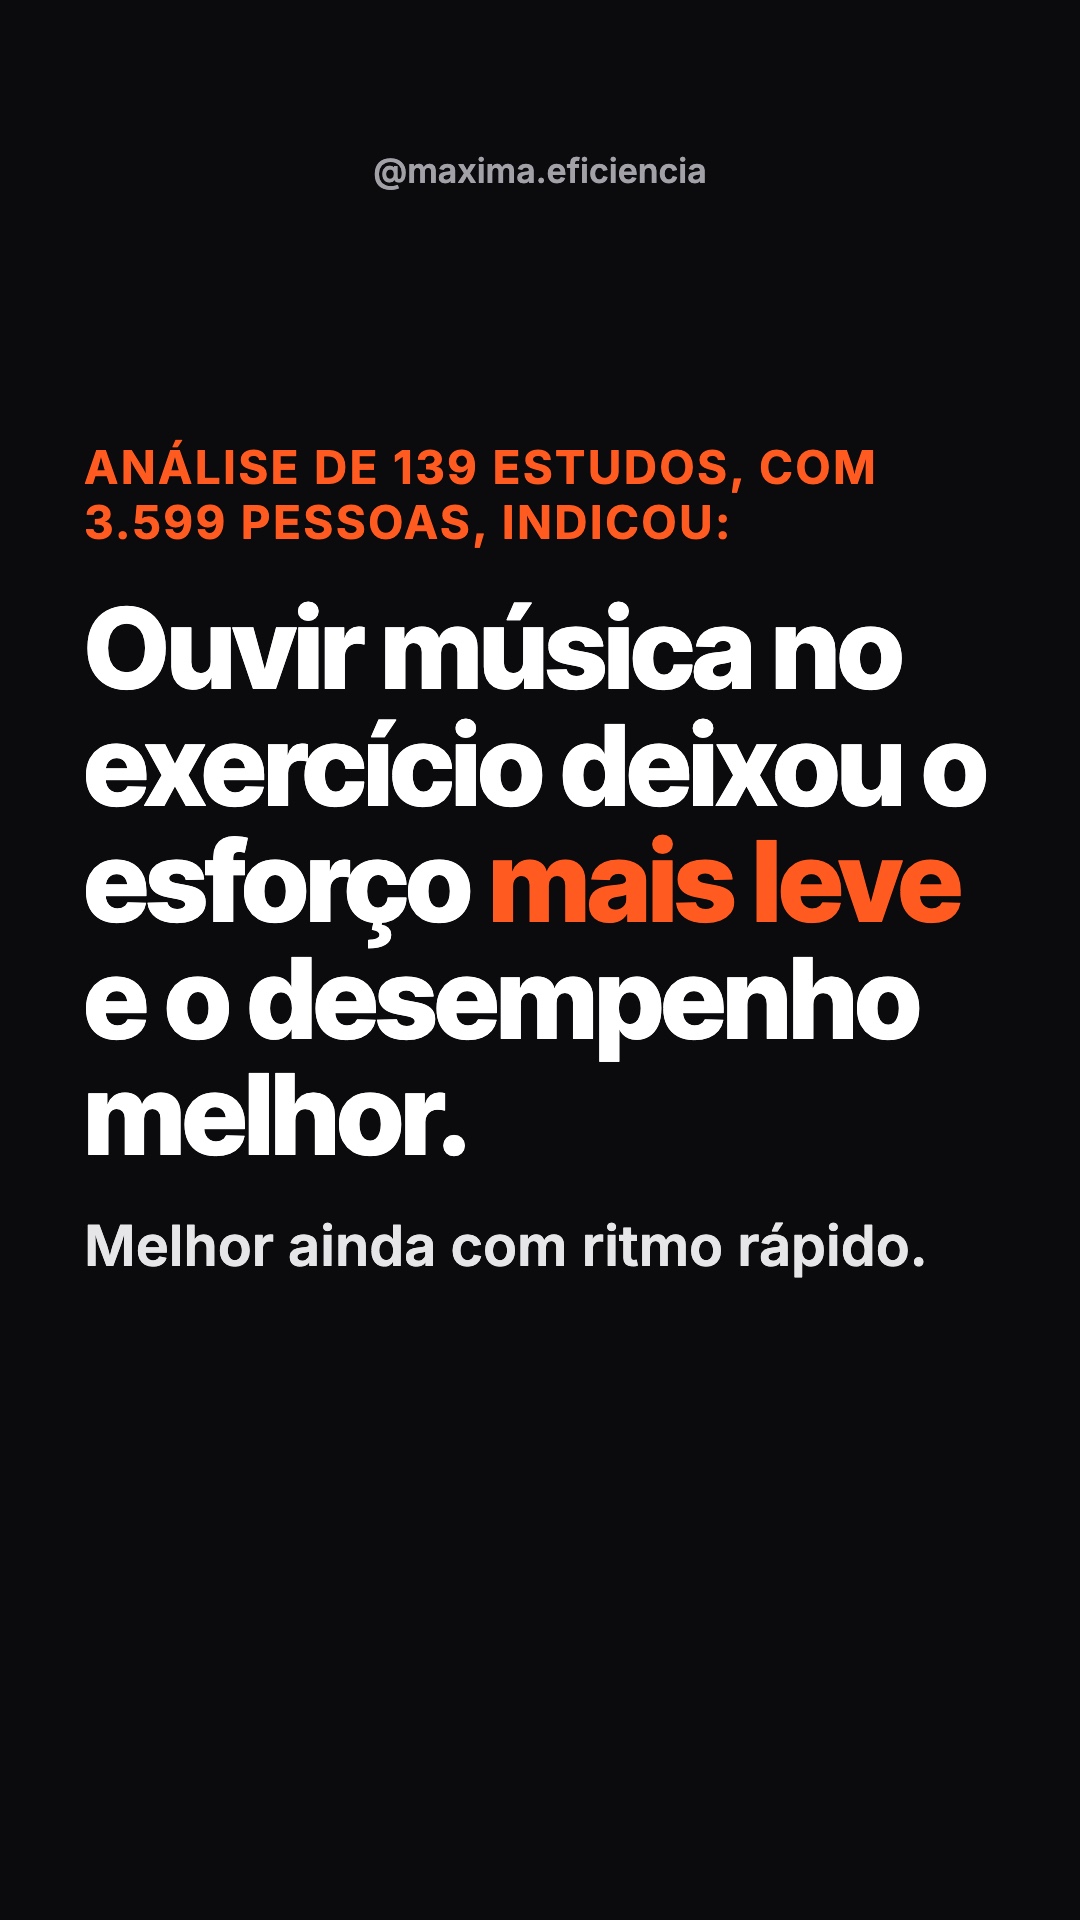 @maxima.eficiencia
ANÁLISE DE 139 ESTUDOS, COM
3.599 PESSOAS, INDICOU:
Ouvir música no
exercício deixou o
esforço mais leve
e o desempenho
melhor.
Melhor ainda com ritmo rápido.